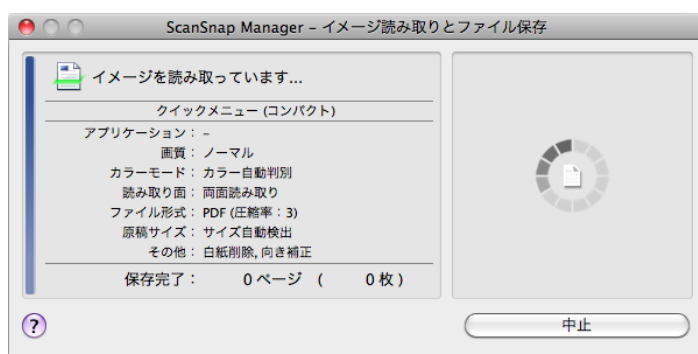 ScanSnap Manager – イメージ読み取りとファイル保存
イメージを読み取っています...
クイックメニュー (コンパクト)
アプリケーション： –
画質： ノーマル
カラーモード： カラー自動判別
読み取り面： 両面読み取り
ファイル形式： PDF (圧縮率：3)
原稿サイズ： サイズ自動検出
その他： 白紙削除, 向き補正
保存完了： 0 ページ ( 0 枚 )
? 中止